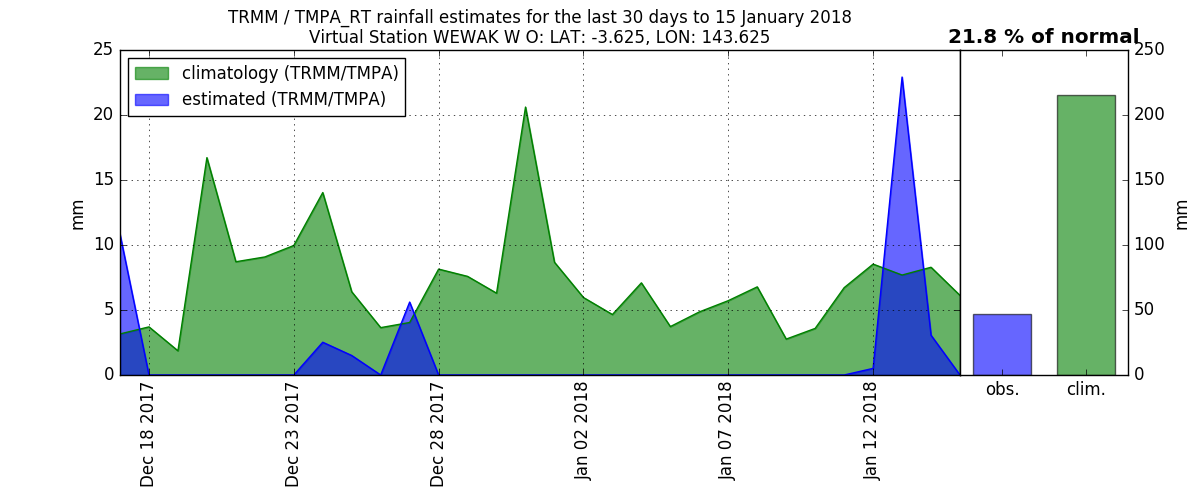 TRMM / TMPA_RT rainfall estimates for the last 30 days to 15 January 2018
Virtual Station WEWAK W O: LAT: -3.625, LON: 143.625
21.8 % of normal
climatology (TRMM/TMPA)
estimated (TRMM/TMPA)
25
20
15
10
5
0
mm
Dec 18 2017
Dec 23 2017
Dec 28 2017
Jan 02 2018
Jan 07 2018
Jan 12 2018
250
200
150
100
50
0
mm
obs.
clim.